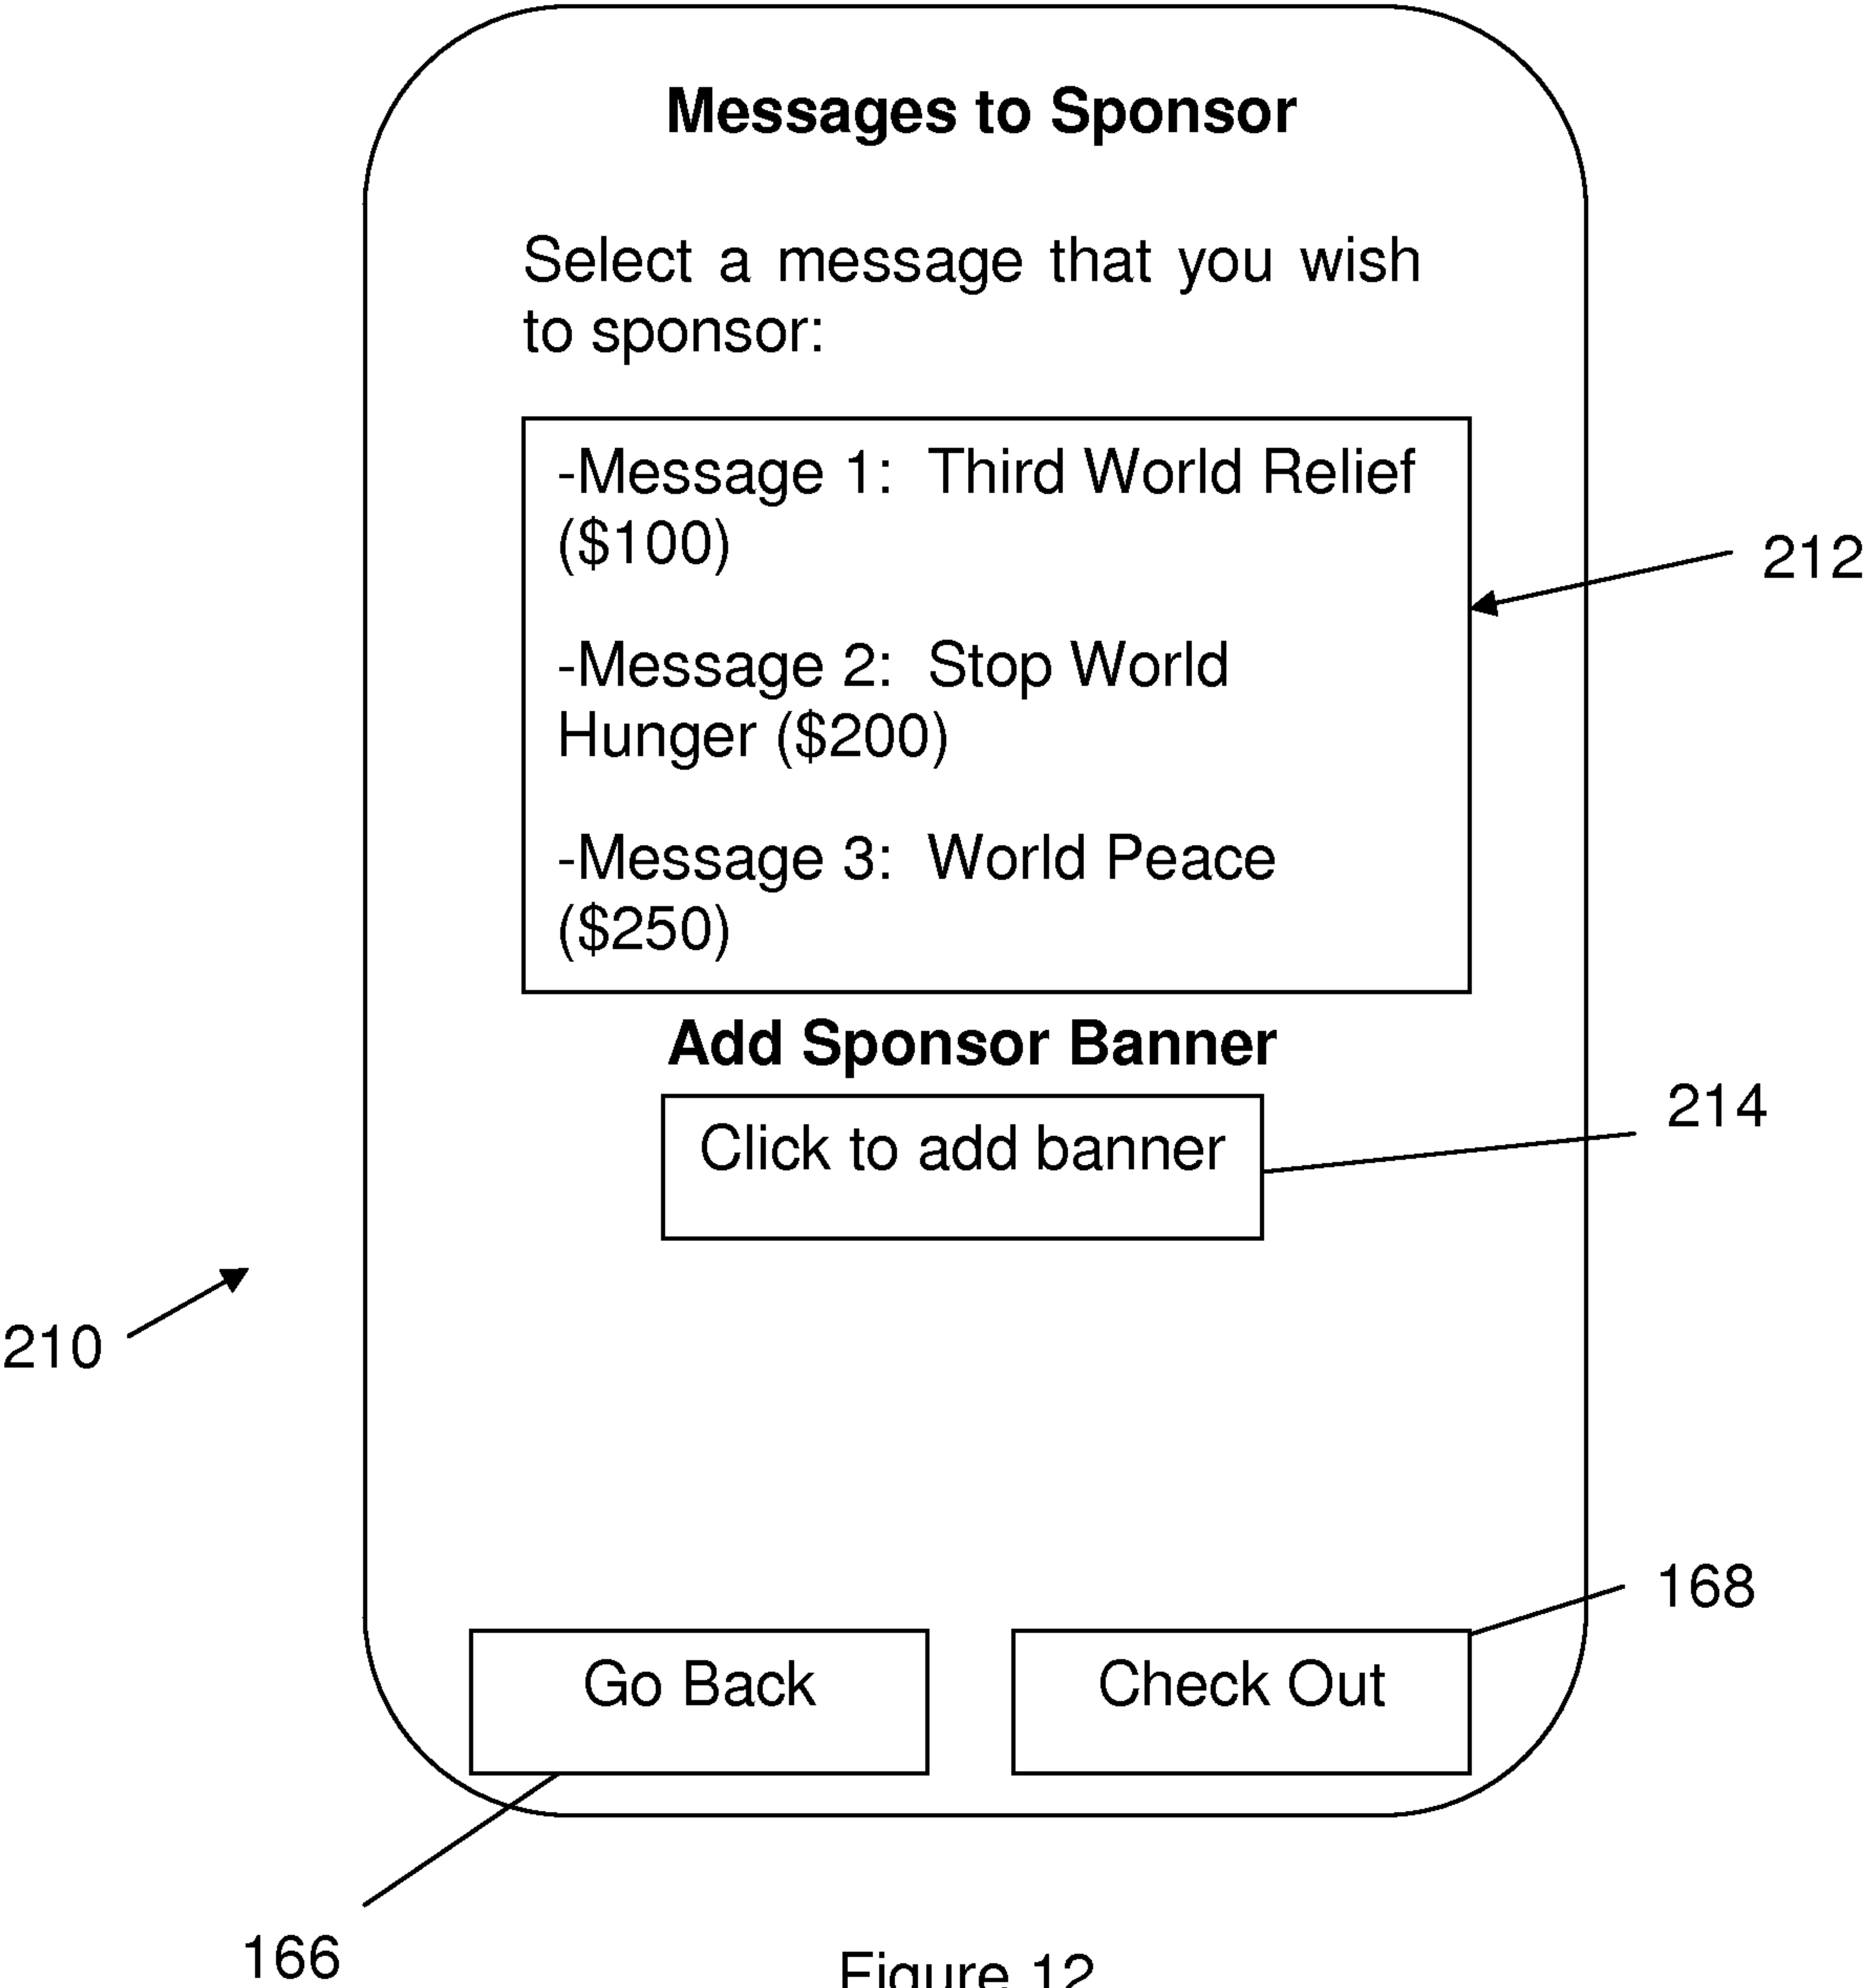 Messages to Sponsor
Select a message that you wish
to sponsor:
-Message 1: Third World Relief
($100)
212
-Message 2: Stop World
Hunger ($200)
-Message 3: World Peace
($250)
Add Sponsor Banner
214
Click to add banner
210
168
Go Back
Check Out
166
Figure 12